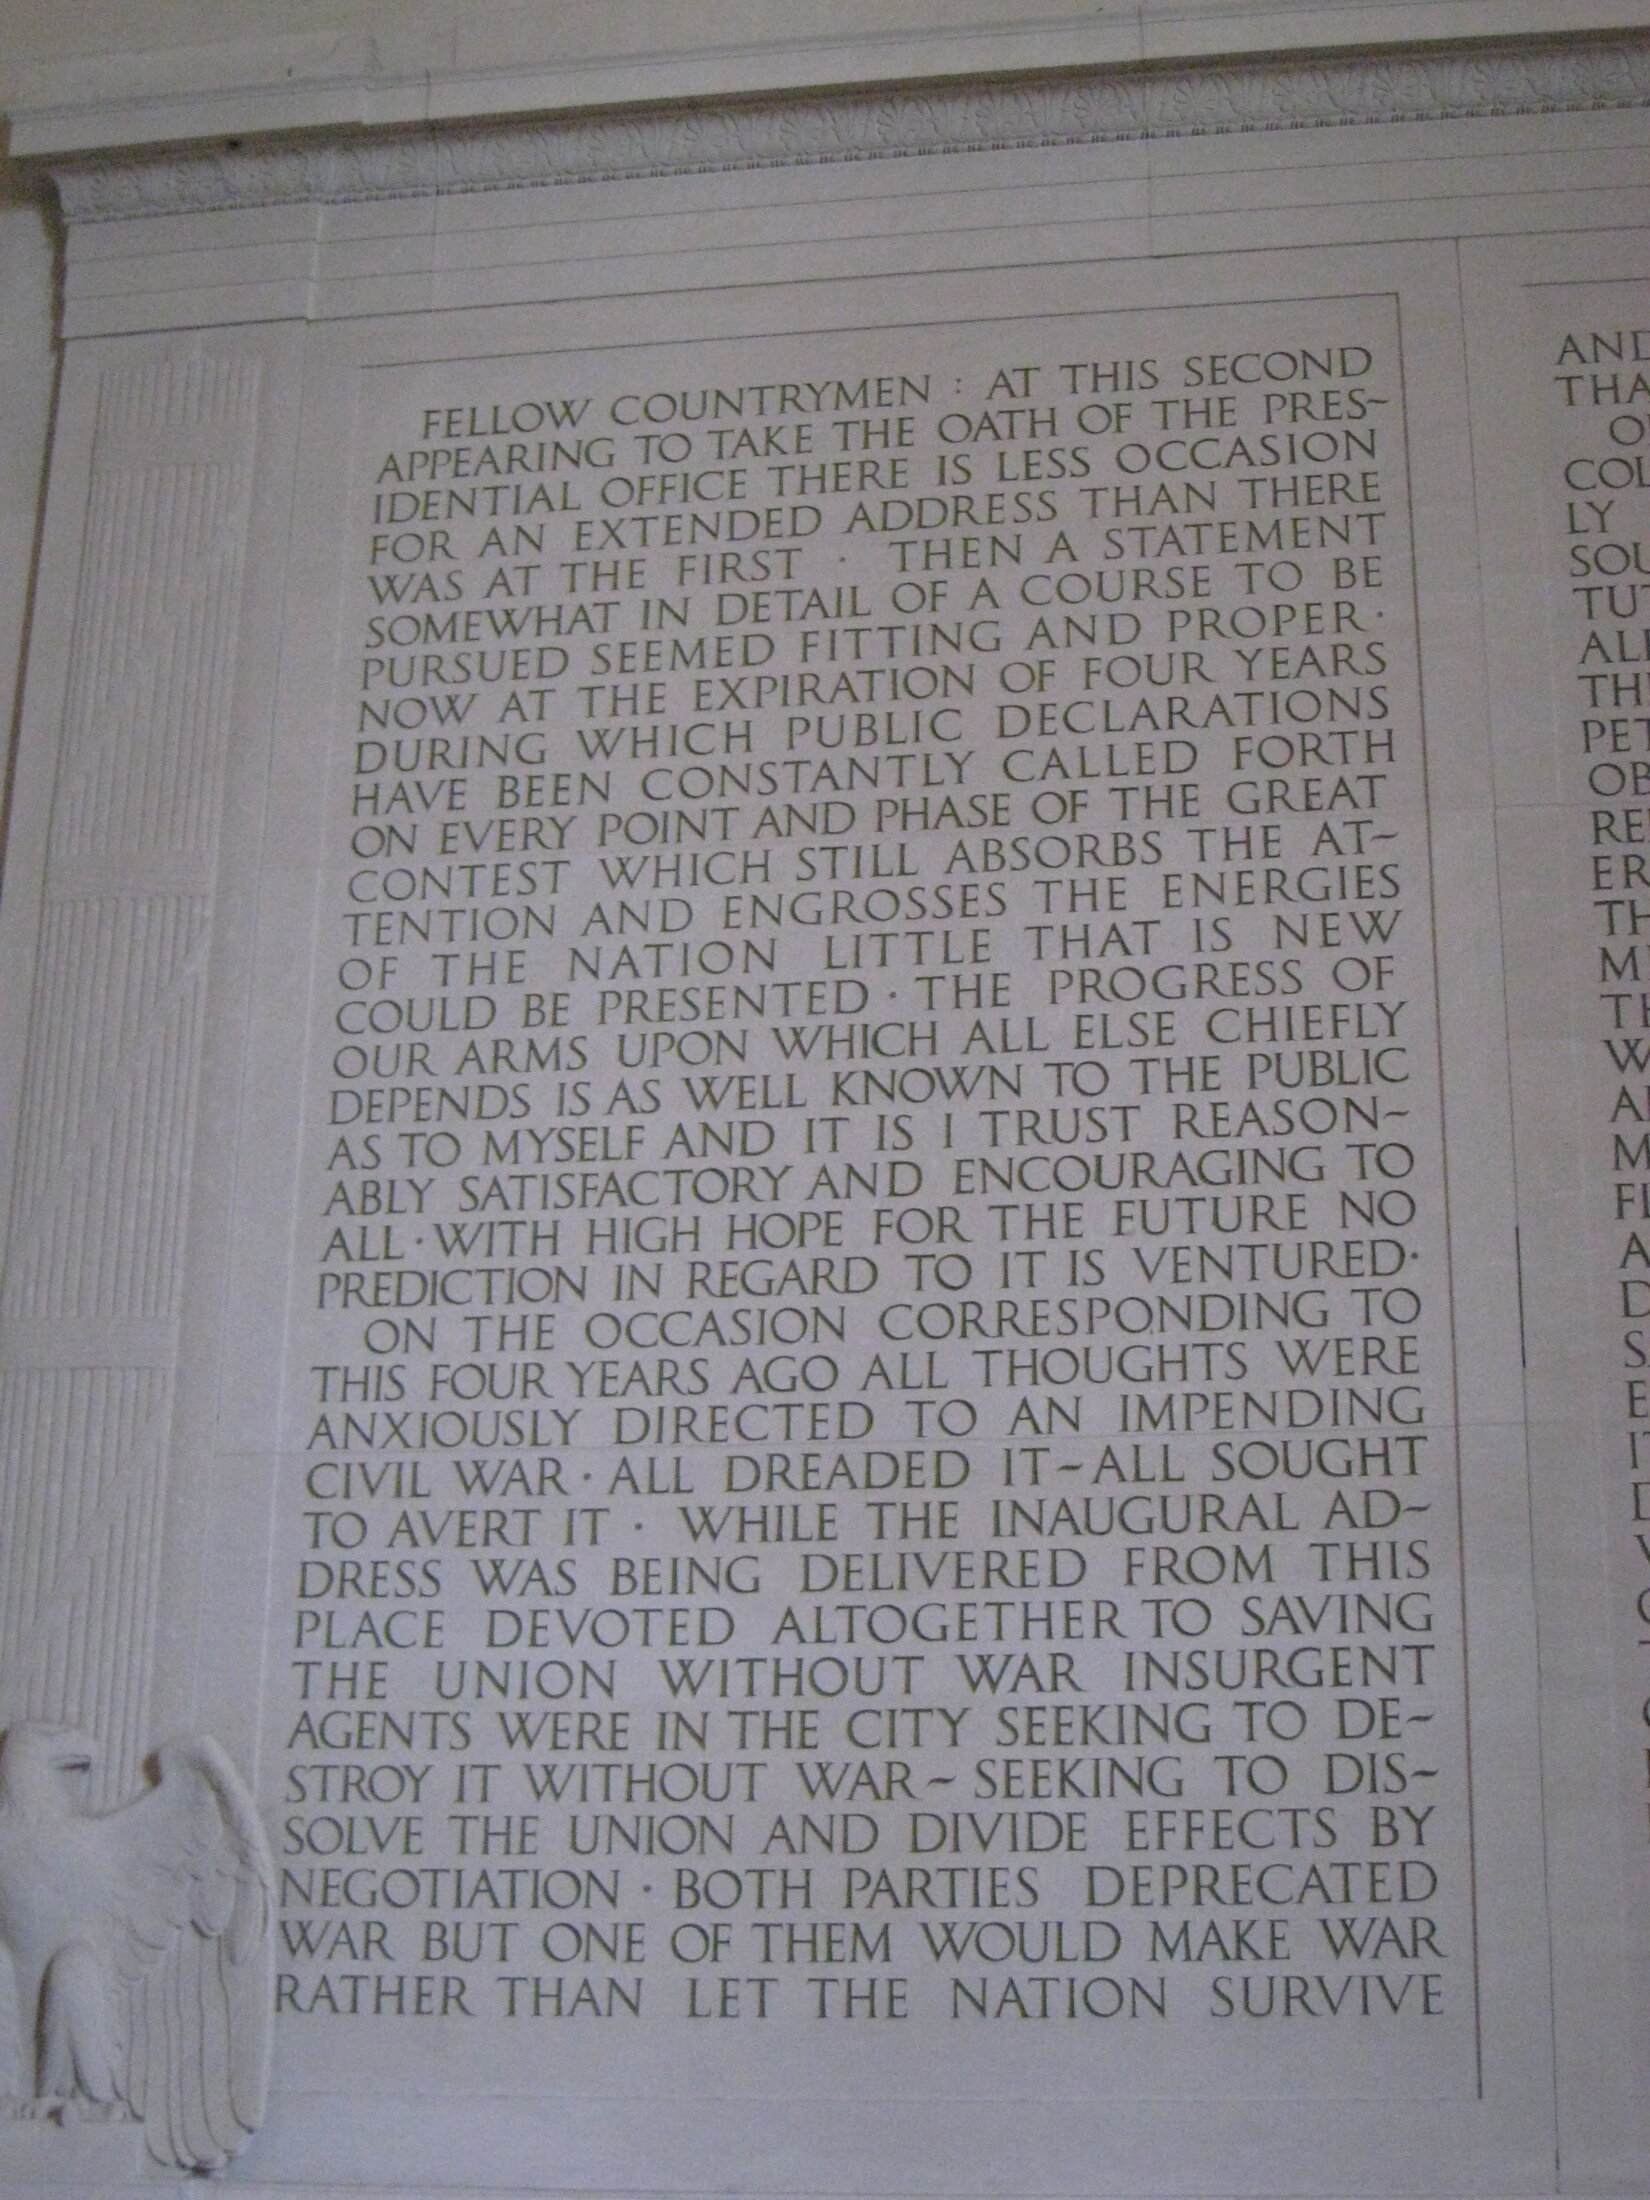 FELLOW COUNTRYMEN : AT THIS SECOND
APPEARING TO TAKE THE OATH OF THE PRES~
IDENTIAL OFFICE THERE IS LESS OCCASION
FOR AN EXTENDED ADDRESS THAN THERE
WAS AT THE FIRST · THEN A STATEMENT
SOMEWHAT IN DETAIL OF A COURSE TO BE
PURSUED SEEMED FITTING AND PROPER ·
NOW AT THE EXPIRATION OF FOUR YEARS
DURING WHICH PUBLIC DECLARATIONS
HAVE BEEN CONSTANTLY CALLED FORTH
ON EVERY POINT AND PHASE OF THE GREAT
CONTEST WHICH STILL ABSORBS THE AT~
TENTION AND ENGROSSES THE ENERGIES
OF THE NATION LITTLE THAT IS NEW
COULD BE PRESENTED · THE PROGRESS OF
OUR ARMS UPON WHICH ALL ELSE CHIEFLY
DEPENDS IS AS WELL KNOWN TO THE PUBLIC
AS TO MYSELF AND IT IS I TRUST REASON~
ABLY SATISFACTORY AND ENCOURAGING TO
ALL · WITH HIGH HOPE FOR THE FUTURE NO
PREDICTION IN REGARD TO IT IS VENTURED ·
ON THE OCCASION CORRESPONDING TO
THIS FOUR YEARS AGO ALL THOUGHTS WERE
ANXIOUSLY DIRECTED TO AN IMPENDING
CIVIL WAR · ALL DREADED IT ~ ALL SOUGHT
TO AVERT IT · WHILE THE INAUGURAL AD~
DRESS WAS BEING DELIVERED FROM THIS
PLACE DEVOTED ALTOGETHER TO SAVING
THE UNION WITHOUT WAR INSURGENT
AGENTS WERE IN THE CITY SEEKING TO DE~
STROY IT WITHOUT WAR ~ SEEKING TO DIS~
SOLVE THE UNION AND DIVIDE EFFECTS BY
NEGOTIATION · BOTH PARTIES DEPRECATED
WAR BUT ONE OF THEM WOULD MAKE WAR
RATHER THAN LET THE NATION SURVIVE